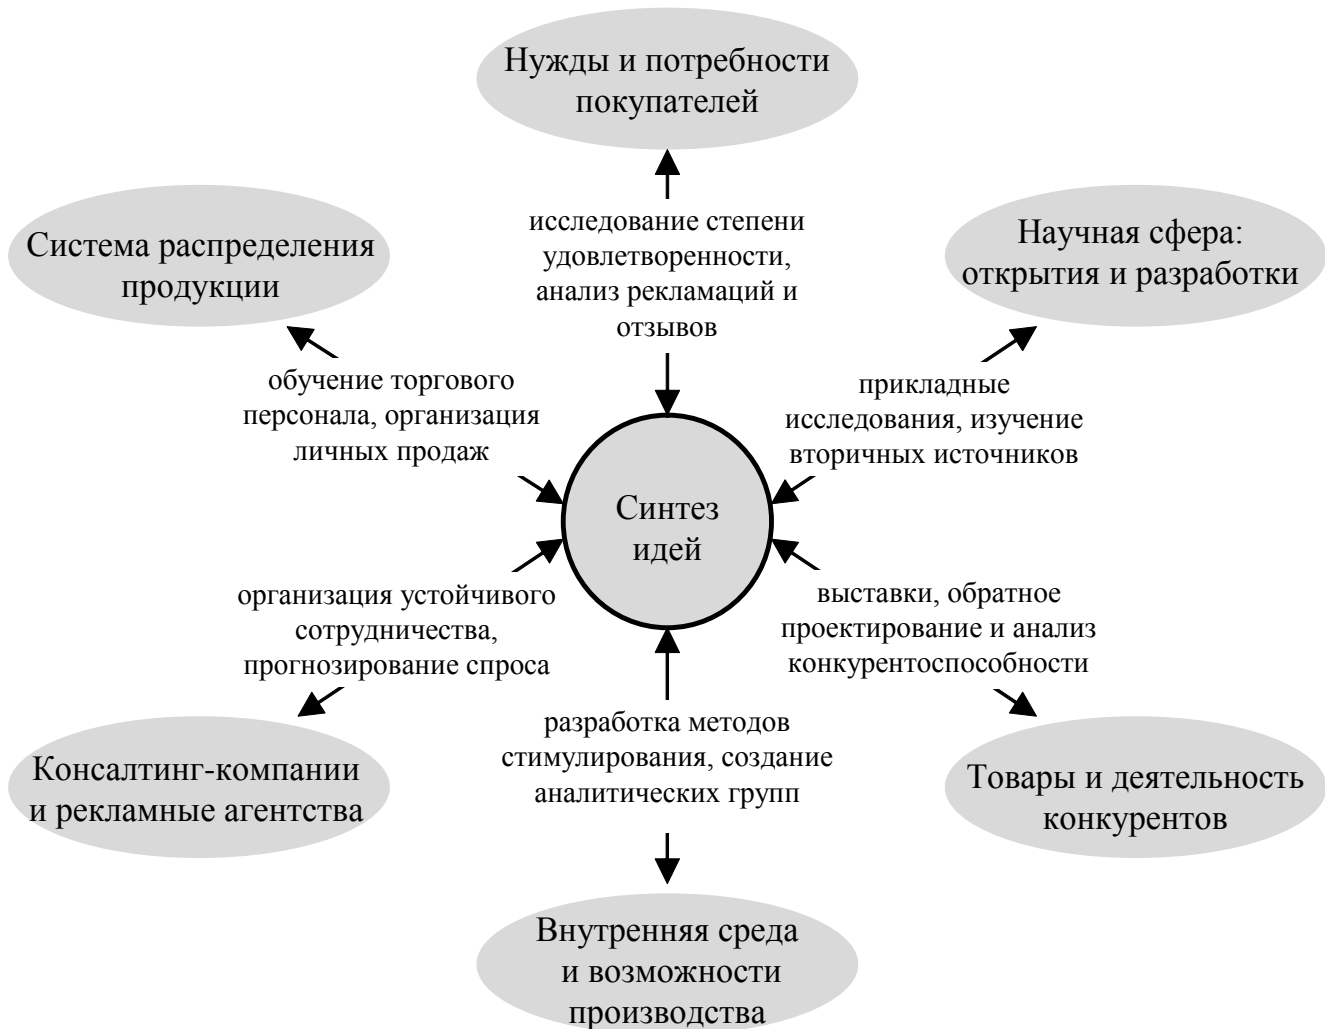 Нужды и потребности
покупателей
исследование степени
удовлетворенности,
анализ рекламаций и
отзывов
Система распределения
продукции
Научная сфера:
открытия и разработки
обучение торгового
персонала, организация
личных продаж
прикладные
исследования, изучение
вторичных источников
Синтез
идей
организация устойчивого
сотрудничества,
прогнозирование спроса
выставки, обратное
проектирование и анализ
конкурентоспособности
разработка методов
стимулирования, создание
аналитических групп
Консалтинг-компании
и рекламные агентства
Товары и деятельность
конкурентов
Внутренняя среда
и возможности
производства